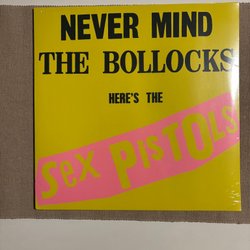 NEVER MIND
THE BOLLOCKS
HERE'S THE
Sex PISTOLS